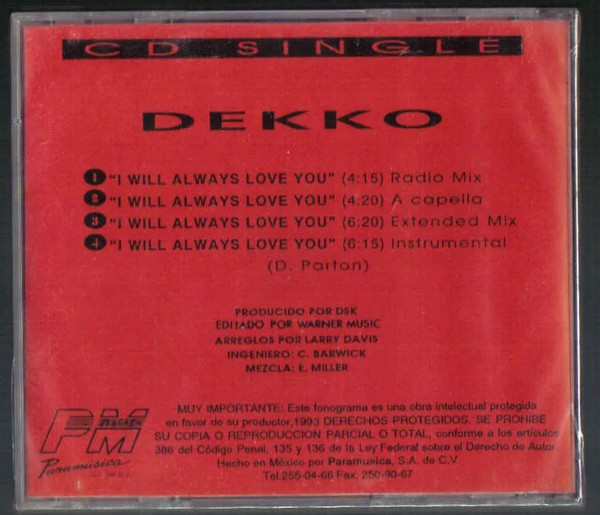 CD SINGLE
DEKKO
1 "I WILL ALWAYS LOVE YOU" (4:15) Radio Mix
2 "I WILL ALWAYS LOVE YOU" (4:20) A capella
3 "I WILL ALWAYS LOVE YOU" (6:20) Extended Mix
4 "I WILL ALWAYS LOVE YOU" (6:15) Instrumental
(D. Parton)
PRODUCIDO POR DSK
EDITADO POR WARNER MUSIC
ARREGLOS POR LARRY DAVIS
INGENIERO: C. BARWICK
MEZCLA: E. MILLER
PM
Paramúsica
MUY IMPORTANTE: Este fonograma es una obra intelectual protegida
en favor de su productor, 1993 DERECHOS PROTEGIDOS. SE PROHIBE
SU COPIA O REPRODUCCION PARCIAL O TOTAL, conforme a los artículos
386 del Código Penal, 135 y 136 de la Ley Federal sobre el Derecho de Autor.
Hecho en México por Paramusica, S.A. de C.V.
Tel.255-04-66 Fax. 250-90-67